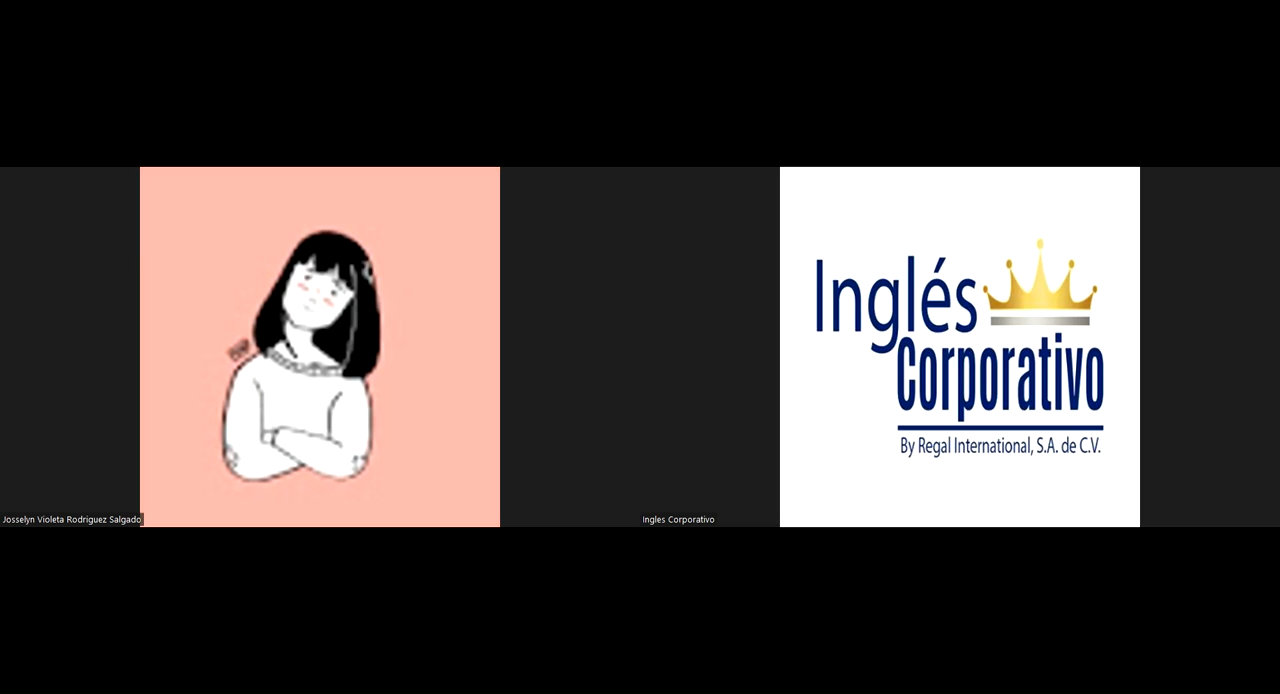 Inglés
Corporativo
By Regal International, S.A. de C.V.
Josselyn Violeta Rodriguez Salgado
Ingles Corporativo